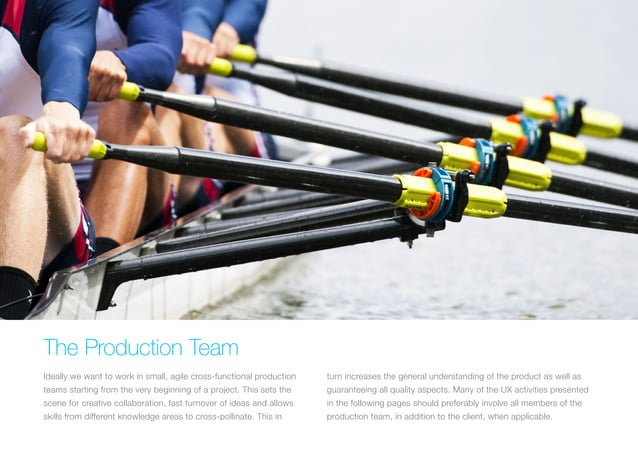 The Production Team
Ideally we want to work in small, agile cross-functional production
teams starting from the very beginning of a project. This sets the
scene for creative collaboration, fast turnover of ideas and allows
skills from different knowledge areas to cross-pollinate. This in
turn increases the general understanding of the product as well as
guaranteeing all quality aspects. Many of the UX activities presented
in the following pages should preferably involve all members of the
production team, in addition to the client, when applicable.